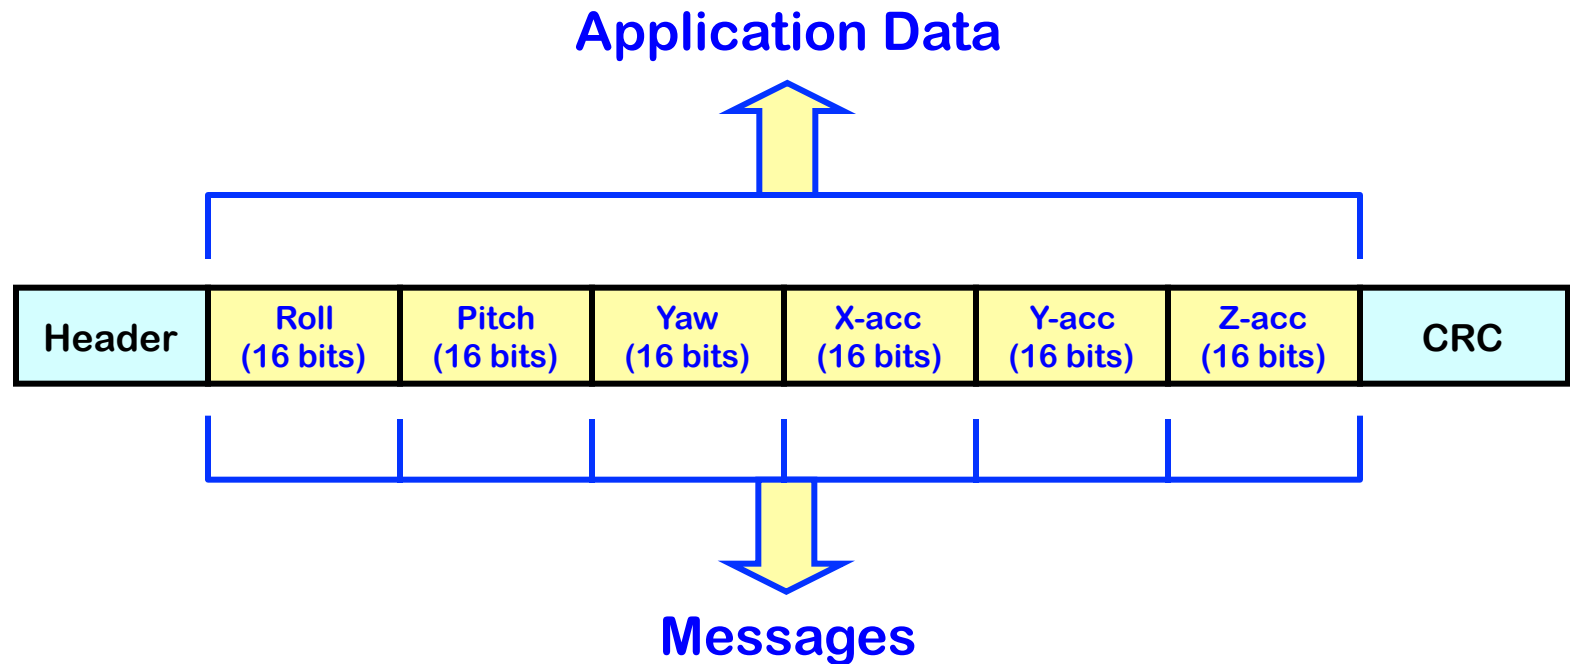 Application Data
Header
Roll
(16 bits)
Pitch
(16 bits)
Yaw
(16 bits)
X-acc
(16 bits)
Y-acc
(16 bits)
Z-acc
(16 bits)
CRC
Messages